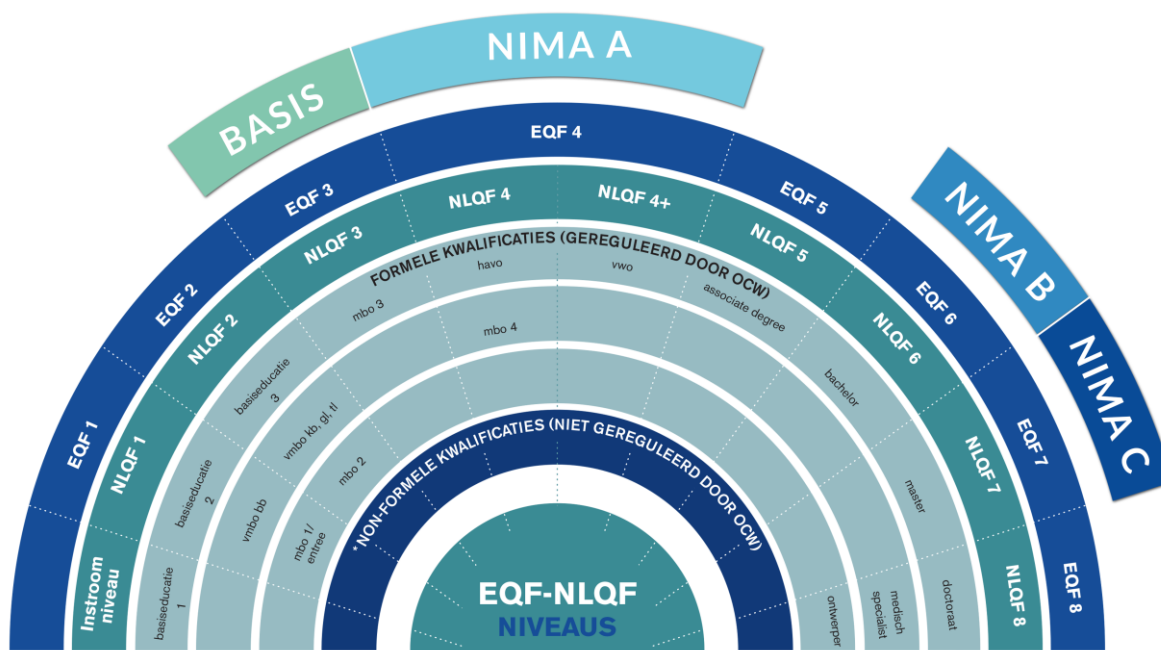 BASIS
NIMA A
NIMA B
NIMA C
EQF 1
EQF 2
EQF 3
EQF 4
EQF 5
EQF 6
EQF 7
EQF 8
Instroom
niveau
NLQF 1
NLQF 2
NLQF 3
NLQF 4
NLQF 4+
NLQF 5
NLQF 6
NLQF 7
NLQF 8
FORMELE KWALIFICATIES (GEREGULEERD DOOR OCW)
basiseducatie
1
basiseducatie
2
basiseducatie
3
mbo 3
havo
vwo
associate degree
bachelor
master
doctoraat
vmbo bb
vmbo kb, gl, tl
mbo 4
medisch
specialist
mbo 1/
entree
mbo 2
ontwerper
*NON-FORMELE KWALIFICATIES (NIET GEREGULEERD DOOR OCW)
EQF-NLQF
NIVEAUS